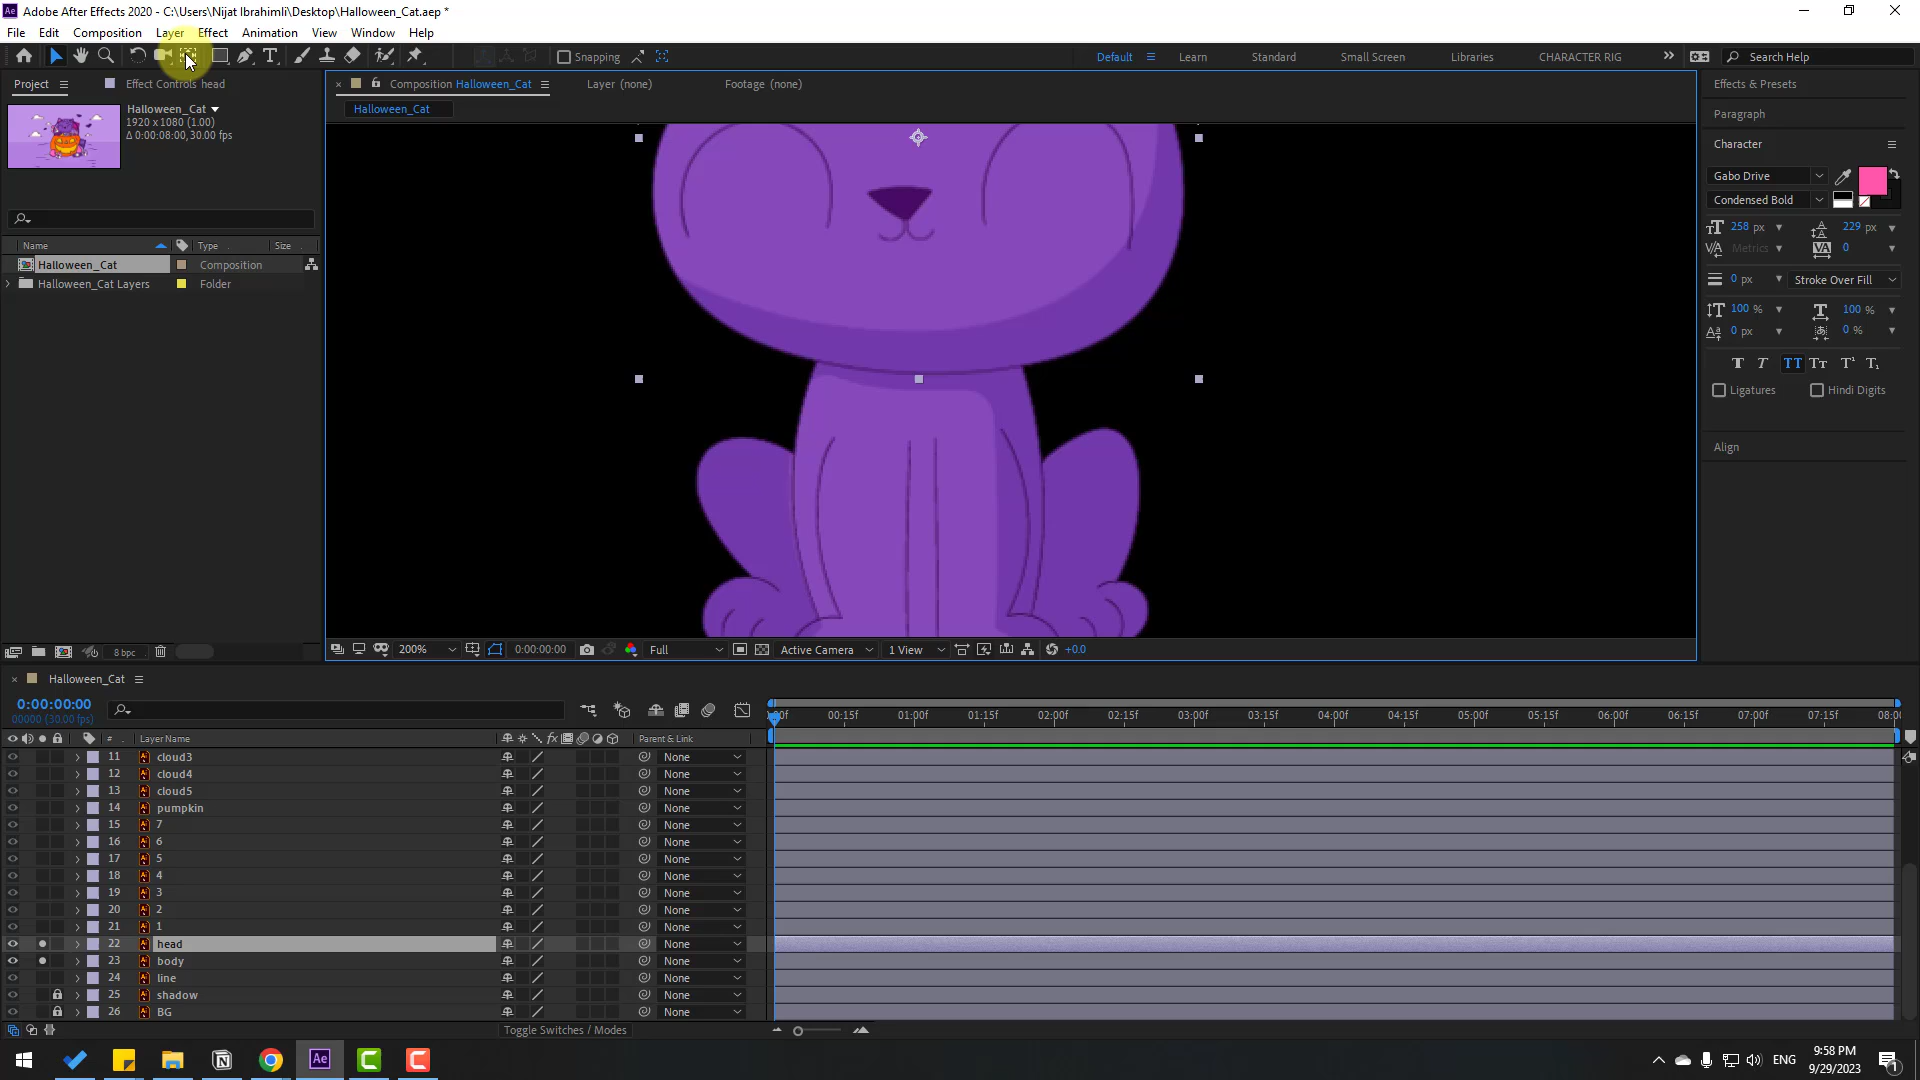 Adobe After Effects 2020 - C:\Users\Nijat Ibrahimli\Desktop\Halloween_Cat.aep *
File Edit Composition Layer Effect Animation View Window Help
Snapping
Default Learn Standard Small Screen Libraries CHARACTER RIG Search Help
Project Effect Controls head
Composition Halloween_Cat Layer (none) Footage (none)
Halloween_Cat
Halloween_Cat
1920 x 1080 (1.00)
Δ 0:00:08:00, 30.00 fps
Name Type Size
Halloween_Cat Composition
Halloween_Cat Layers Folder
8 bpc
200% 0:00:00:00 Full Active Camera 1 View +0.0
Effects & Presets
Paragraph
Character
Gabo Drive
Condensed Bold
258 px 229 px
Metrics 0
0 px Stroke Over Fill
100 % 100 %
0 px 0 %
Ligatures Hindi Digits
Align
Halloween_Cat
0:00:00:00
00000 (30.00 fps)
00:15f 01:00f 01:15f 02:00f 02:15f 03:00f 03:15f 04:00f 04:15f 05:00f 05:15f 06:00f 06:15f 07:00f 07:15f
# Layer Name Parent & Link
11 cloud3 None
12 cloud4 None
13 cloud5 None
14 pumpkin None
15 7 None
16 6 None
17 5 None
18 4 None
19 3 None
20 2 None
21 1 None
22 head None
23 body None
24 line None
25 shadow None
26 BG None
Toggle Switches / Modes
ENG 9:58 PM
9/29/2023